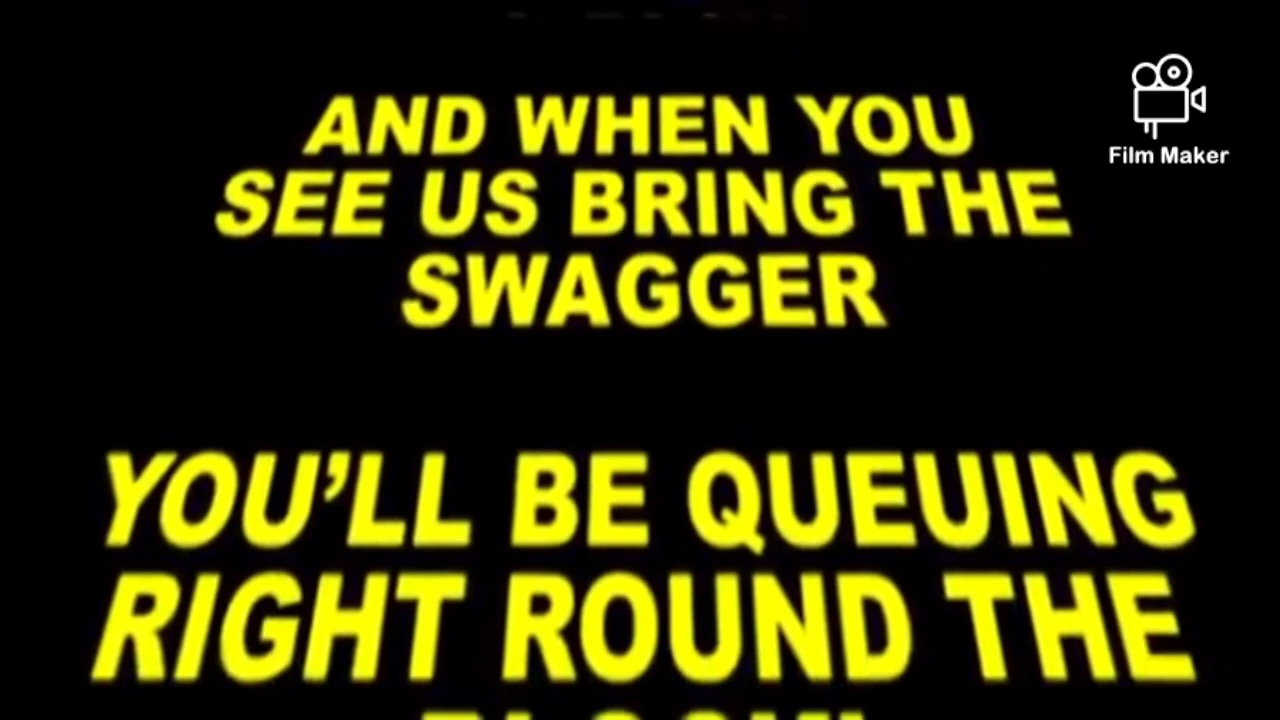 AND WHEN YOU
SEE US BRING THE
SWAGGER
YOU'LL BE QUEUING
RIGHT ROUND THE
Film Maker